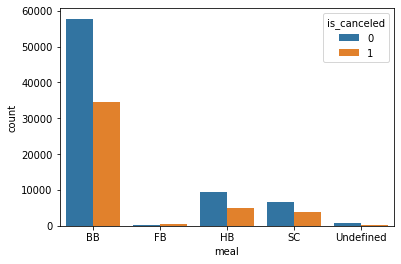 60000
50000
40000
30000
20000
10000
0
count
is_canceled
0
1
BB
FB
HB
SC
Undefined
meal